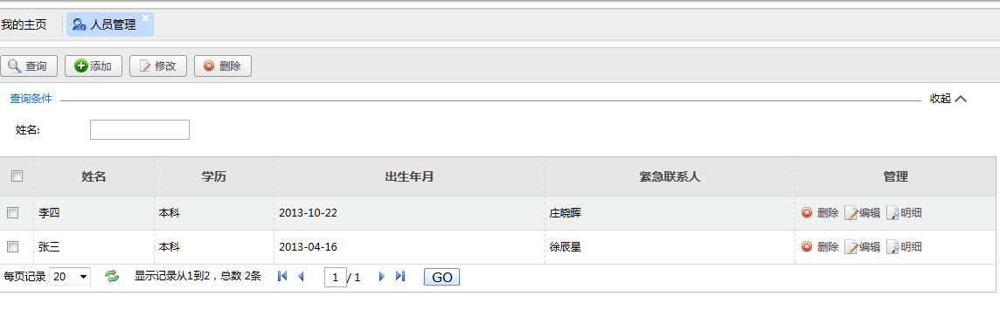 我的主页 人员管理
查询 添加 修改 删除
查询条件 收起
姓名:
姓名 学历 出生年月 紧急联系人 管理
李四 本科 2013-10-22 庄晓晖 删除 编辑 明细
张三 本科 2013-04-16 徐辰星 删除 编辑 明细
每页记录 20 显示记录从1到2，总数 2条 1 / 1 GO